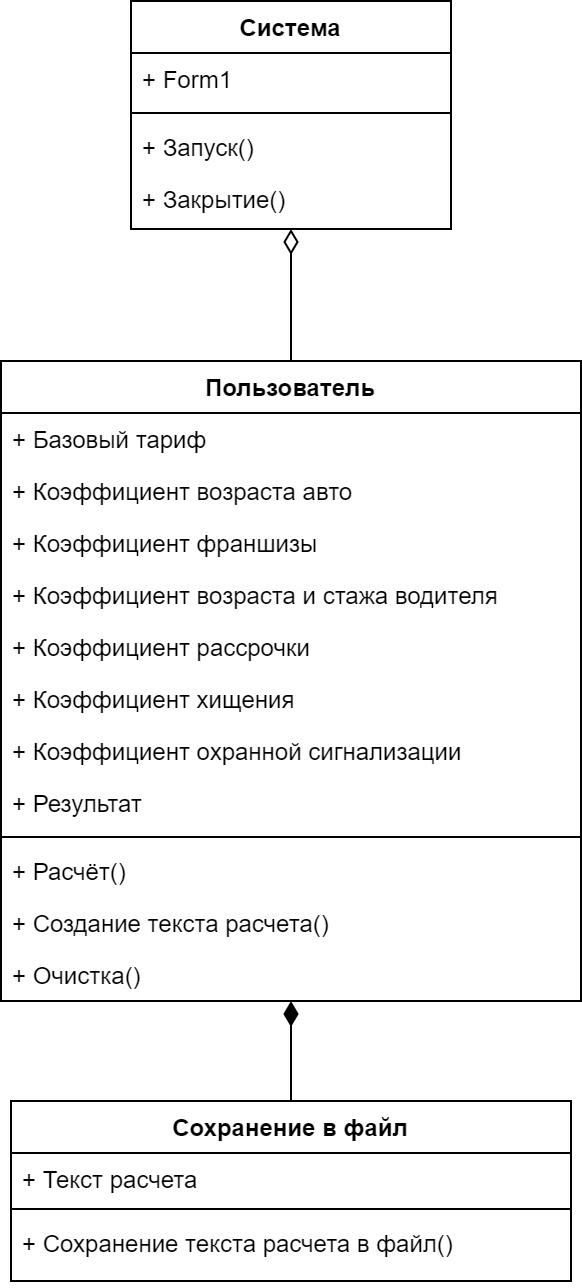 Система
+ Form1
+ Запуск()
+ Закрытие()
Пользователь
+ Базовый тариф
+ Коэффициент возраста авто
+ Коэффициент франшизы
+ Коэффициент возраста и стажа водителя
+ Коэффициент рассрочки
+ Коэффициент хищения
+ Коэффициент охранной сигнализации
+ Результат
+ Расчёт()
+ Создание текста расчета()
+ Очистка()
Сохранение в файл
+ Текст расчета
+ Сохранение текста расчета в файл()